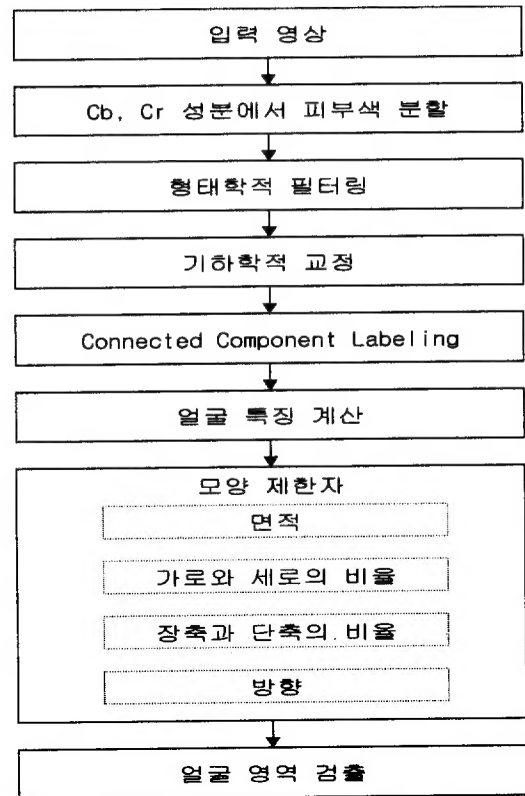 입력 영상
Cb, Cr 성분에서 피부색 분할
형태학적 필터링
기하학적 교정
Connected Component Labeling
얼굴 특징 계산
모양 제한자
면적
가로와 세로의 비율
장축과 단축의 비율
방향
얼굴 영역 검출